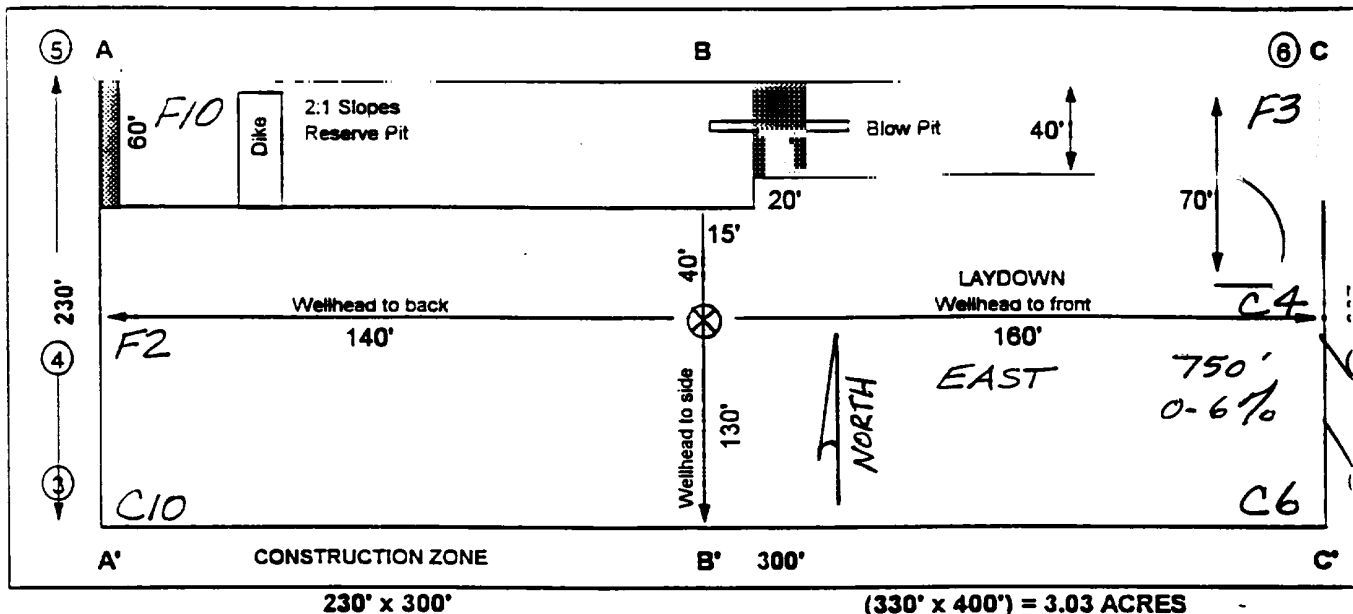 5 A B 6 C
F10 Dike 2:1 Slopes Blow Pit 40' F3
60' Reserve Pit
20' 70'
15'
230' 40' LAYDOWN C4
Wellhead to back Wellhead to front
140' 160'
4 F2 EAST 750'
Wellhead to side 130' NORTH 0-6%
3 C10 C6
A' CONSTRUCTION ZONE B' 300' C'
230' x 300' (330' x 400') = 3.03 ACRES